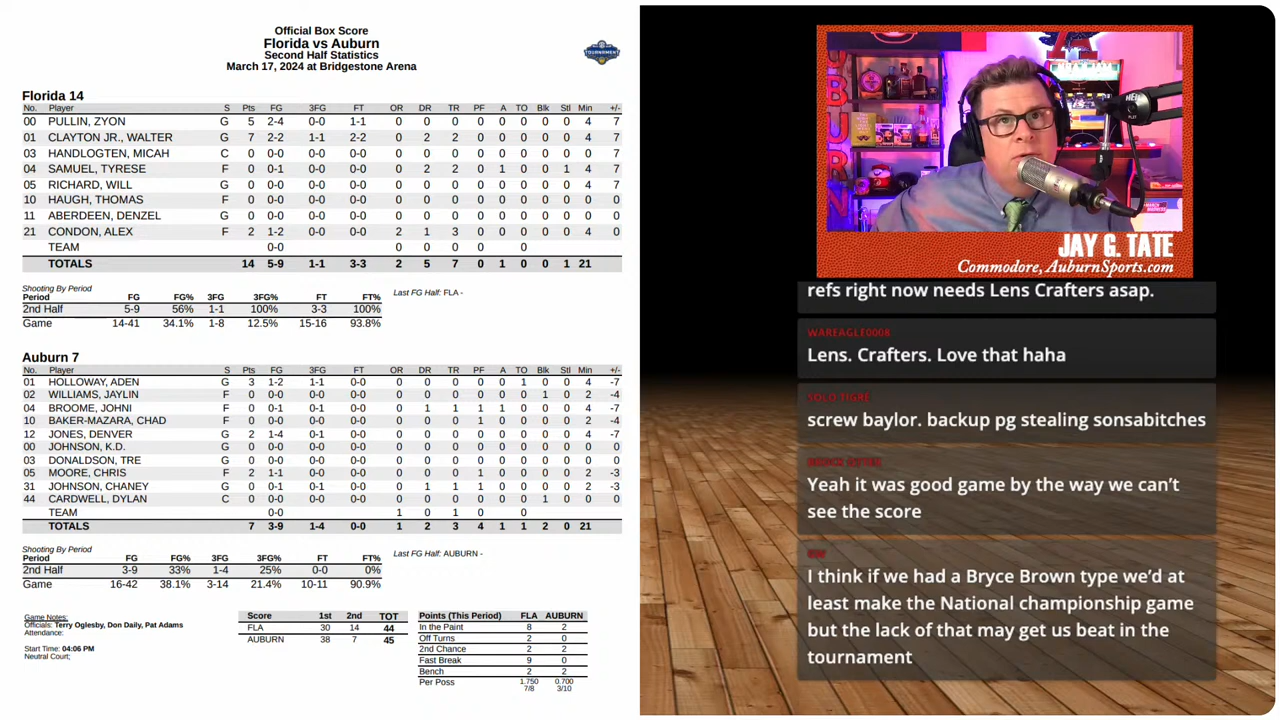 Official Box Score
Florida vs Auburn
Second Half Statistics
March 17, 2024 at Bridgestone Arena
TOURNAMENT
Florida 14
No. Player S Pts FG 3FG FT OR DR TR PF A TO Blk Stl Min +/-
00 PULLIN, ZYON G 5 2-4 0-0 1-1 0 0 0 0 0 0 0 0 4 7
01 CLAYTON JR., WALTER G 7 2-2 1-1 2-2 0 2 2 0 0 0 0 0 4 7
03 HANDLOGTEN, MICAH C 0 0-0 0-0 0-0 0 0 0 0 0 0 0 0 0 7
04 SAMUEL, TYRESE F 0 0-1 0-0 0-0 0 2 2 0 1 0 0 1 4 7
05 RICHARD, WILL G 0 0-0 0-0 0-0 0 0 0 0 0 0 0 0 4 7
10 HAUGH, THOMAS F 0 0-0 0-0 0-0 0 0 0 0 0 0 0 0 0 0
11 ABERDEEN, DENZEL G 0 0-0 0-0 0-0 0 0 0 0 0 0 0 0 0 0
21 CONDON, ALEX F 2 1-2 0-0 0-0 2 1 3 0 0 0 0 0 4 0
TEAM 0-0 0 0 0 0 0
TOTALS 14 5-9 1-1 3-3 2 5 7 0 1 0 0 1 21
Shooting By Period
Period FG FG% 3FG 3FG% FT FT%
2nd Half 5-9 56% 1-1 100% 3-3 100%
Game 14-41 34.1% 1-8 12.5% 15-16 93.8%
Last FG Half: FLA -
Auburn 7
No. Player S Pts FG 3FG FT OR DR TR PF A TO Blk Stl Min +/-
01 HOLLOWAY, ADEN G 3 1-2 1-1 0-0 0 0 0 0 0 1 0 0 4 -7
02 WILLIAMS, JAYLIN F 0 0-0 0-0 0-0 0 0 0 0 0 0 1 0 2 -4
04 BROOME, JOHNI F 0 0-1 0-1 0-0 0 1 1 1 1 0 0 0 4 -7
10 BAKER-MAZARA, CHAD F 0 0-0 0-0 0-0 0 0 0 1 0 0 0 0 2 -4
12 JONES, DENVER G 2 1-4 0-1 0-0 0 0 0 0 0 0 0 0 4 -7
00 JOHNSON, K.D. G 0 0-0 0-0 0-0 0 0 0 0 0 0 0 0 0 0
03 DONALDSON, TRE G 0 0-0 0-0 0-0 0 0 0 0 0 0 0 0 0 0
05 MOORE, CHRIS F 2 1-1 0-0 0-0 0 0 0 1 0 0 0 0 2 -3
31 JOHNSON, CHANEY G 0 0-1 0-1 0-0 0 1 1 1 0 0 0 0 2 -3
44 CARDWELL, DYLAN C 0 0-0 0-0 0-0 0 0 0 0 0 0 1 0 0 0
TEAM 0-0 1 0 1 0 0
TOTALS 7 3-9 1-4 0-0 1 2 3 4 1 1 2 0 21
Shooting By Period
Period FG FG% 3FG 3FG% FT FT%
2nd Half 3-9 33% 1-4 25% 0-0 0%
Game 16-42 38.1% 3-14 21.4% 10-11 90.9%
Last FG Half: AUBURN -
Game Notes:
Officials: Terry Oglesby, Don Daily, Pat Adams
Attendance:
Start Time: 04:06 PM
Neutral Court;
Score 1st 2nd TOT
FLA 30 14 44
AUBURN 38 7 45
Points (This Period) FLA AUBURN
In the Paint 8 2
Off Turns 2 0
2nd Chance 2 2
Fast Break 9 0
Bench 2 2
Per Poss 1.750 0.700
7/8 3/10
JAY G. TATE
Commodore, AuburnSports.com
refs right now needs Lens Crafters asap.
WAREAGLE0008
Lens. Crafters. Love that haha
SOLO TIGRE
screw baylor. backup pg stealing sonsabitches
Yeah it was good game by the way we can't
see the score
I think if we had a Bryce Brown type we'd at
least make the National championship game
but the lack of that may get us beat in the
tournament